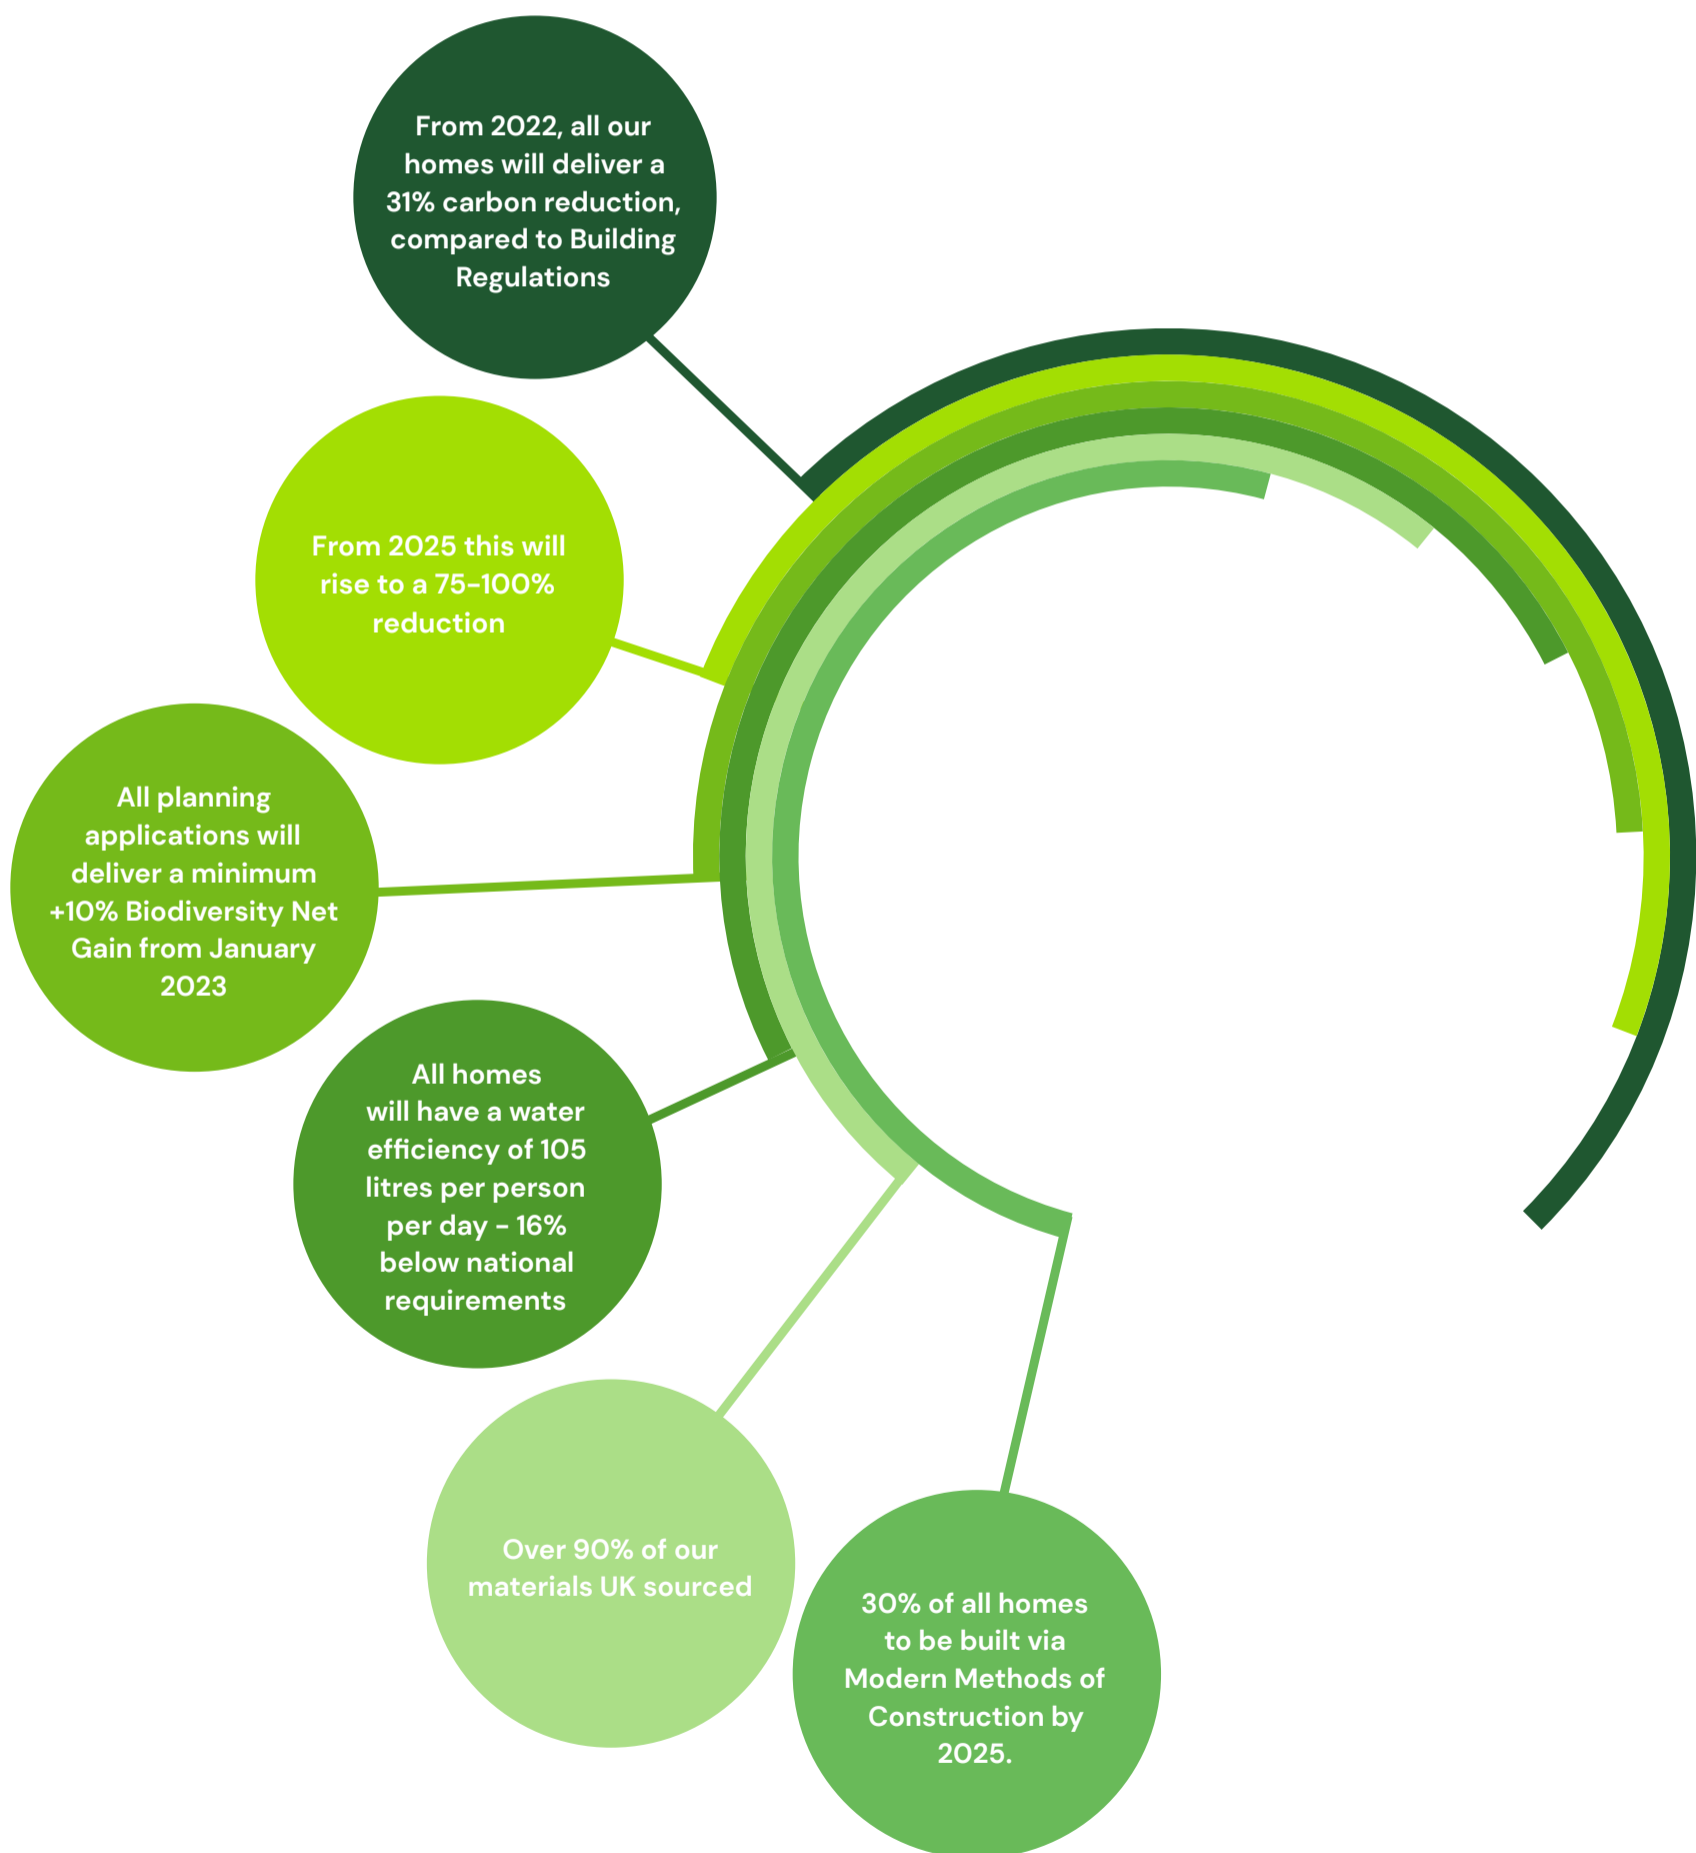 From 2022, all our
homes will deliver a
31% carbon reduction,
compared to Building
Regulations
From 2025 this will
rise to a 75-100%
reduction
All planning
applications will
deliver a minimum
+10% Biodiversity Net
Gain from January
2023
All homes
will have a water
efficiency of 105
litres per person
per day - 16%
below national
requirements
Over 90% of our
materials UK sourced
30% of all homes
to be built via
Modern Methods of
Construction by
2025.